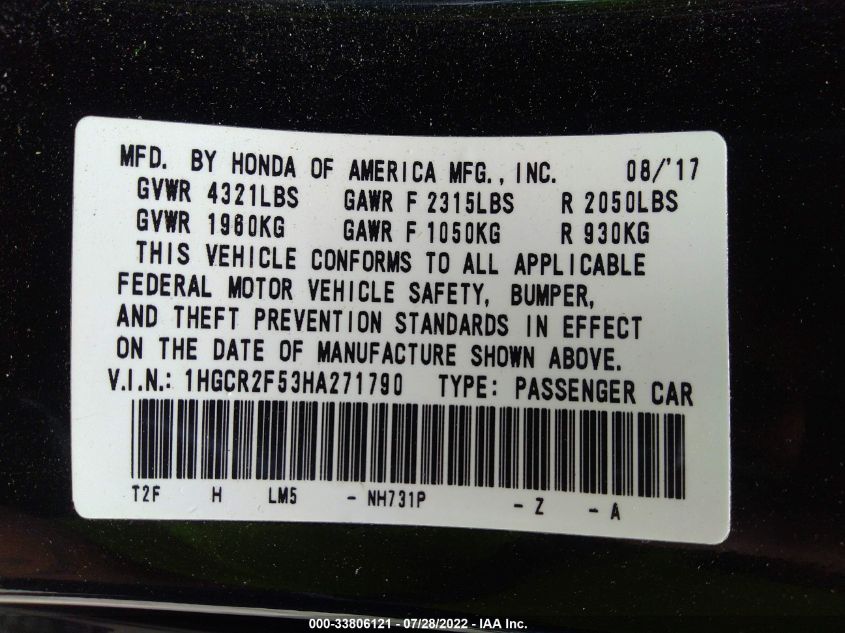 MFD. BY HONDA OF AMERICA MFG., INC. 08/'17
GVWR 4321LBS GAWR F 2315LBS R 2050LBS
GVWR 1960KG GAWR F 1050KG R 930KG
THIS VEHICLE CONFORMS TO ALL APPLICABLE
FEDERAL MOTOR VEHICLE SAFETY, BUMPER,
AND THEFT PREVENTION STANDARDS IN EFFECT
ON THE DATE OF MANUFACTURE SHOWN ABOVE.
V.I.N.: 1HGCR2F53HA271790 TYPE: PASSENGER CAR
T2F H LM5 - NH731P - Z - A
000-33806121 - 07/28/2022 - IAA Inc.